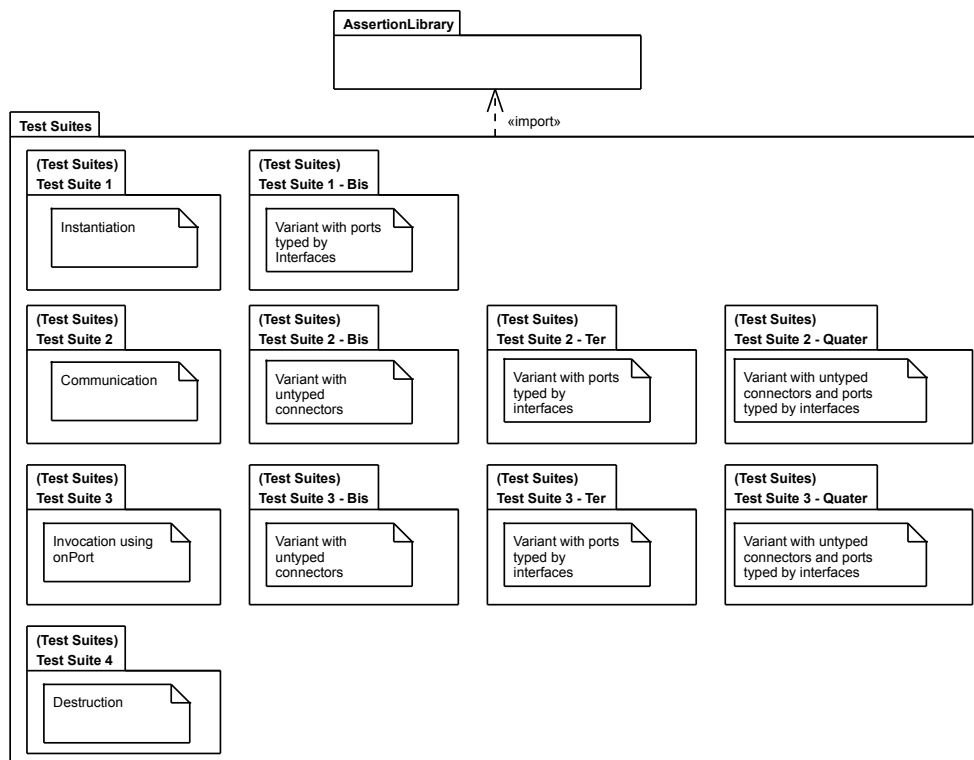 AssertionLibrary
«import»
Test Suites
(Test Suites)
Test Suite 1
Instantiation
(Test Suites)
Test Suite 1 - Bis
Variant with ports
typed by
Interfaces
(Test Suites)
Test Suite 2
Communication
(Test Suites)
Test Suite 2 - Bis
Variant with
untyped
connectors
(Test Suites)
Test Suite 2 - Ter
Variant with ports
typed by
interfaces
(Test Suites)
Test Suite 2 - Quater
Variant with untyped
connectors and ports
typed by interfaces
(Test Suites)
Test Suite 3
Invocation using
onPort
(Test Suites)
Test Suite 3 - Bis
Variant with
untyped
connectors
(Test Suites)
Test Suite 3 - Ter
Variant with ports
typed by
interfaces
(Test Suites)
Test Suite 3 - Quater
Variant with untyped
connectors and ports
typed by interfaces
(Test Suites)
Test Suite 4
Destruction